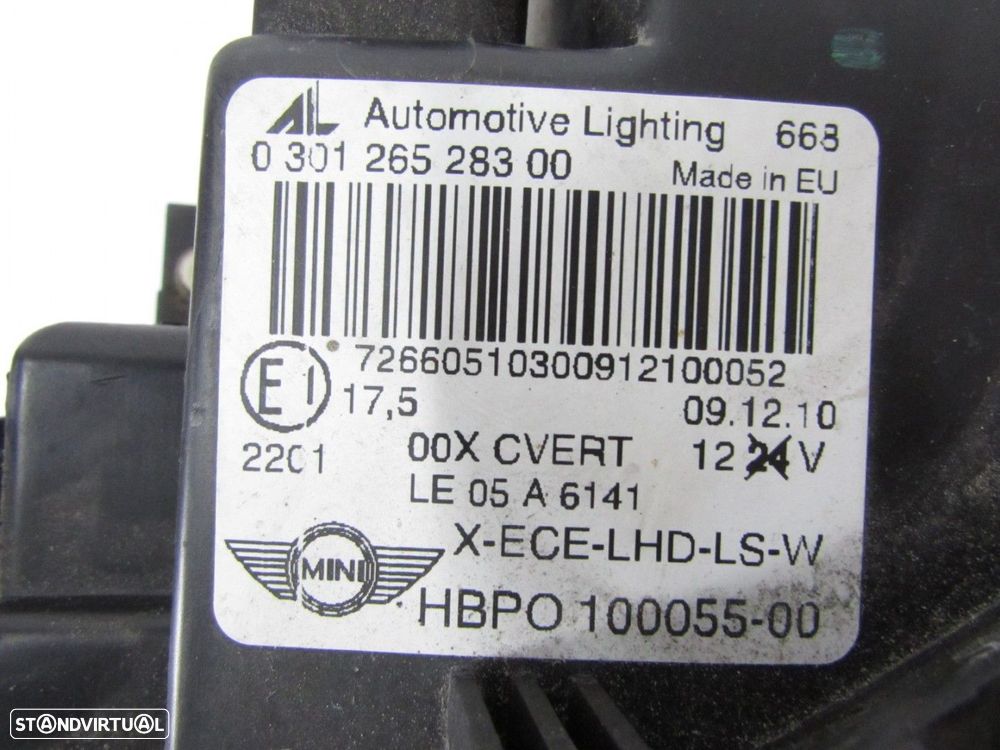 AL Automotive Lighting 668
0 301 265 283 00 Made in EU
72660510300912100052
E1 17,5 09.12.10
2201 00X CVERT 12 24 V
LE 05 A 6141
X-ECE-LHD-LS-W
MINI
HBPO 100055-00
STANDVIRTUAL